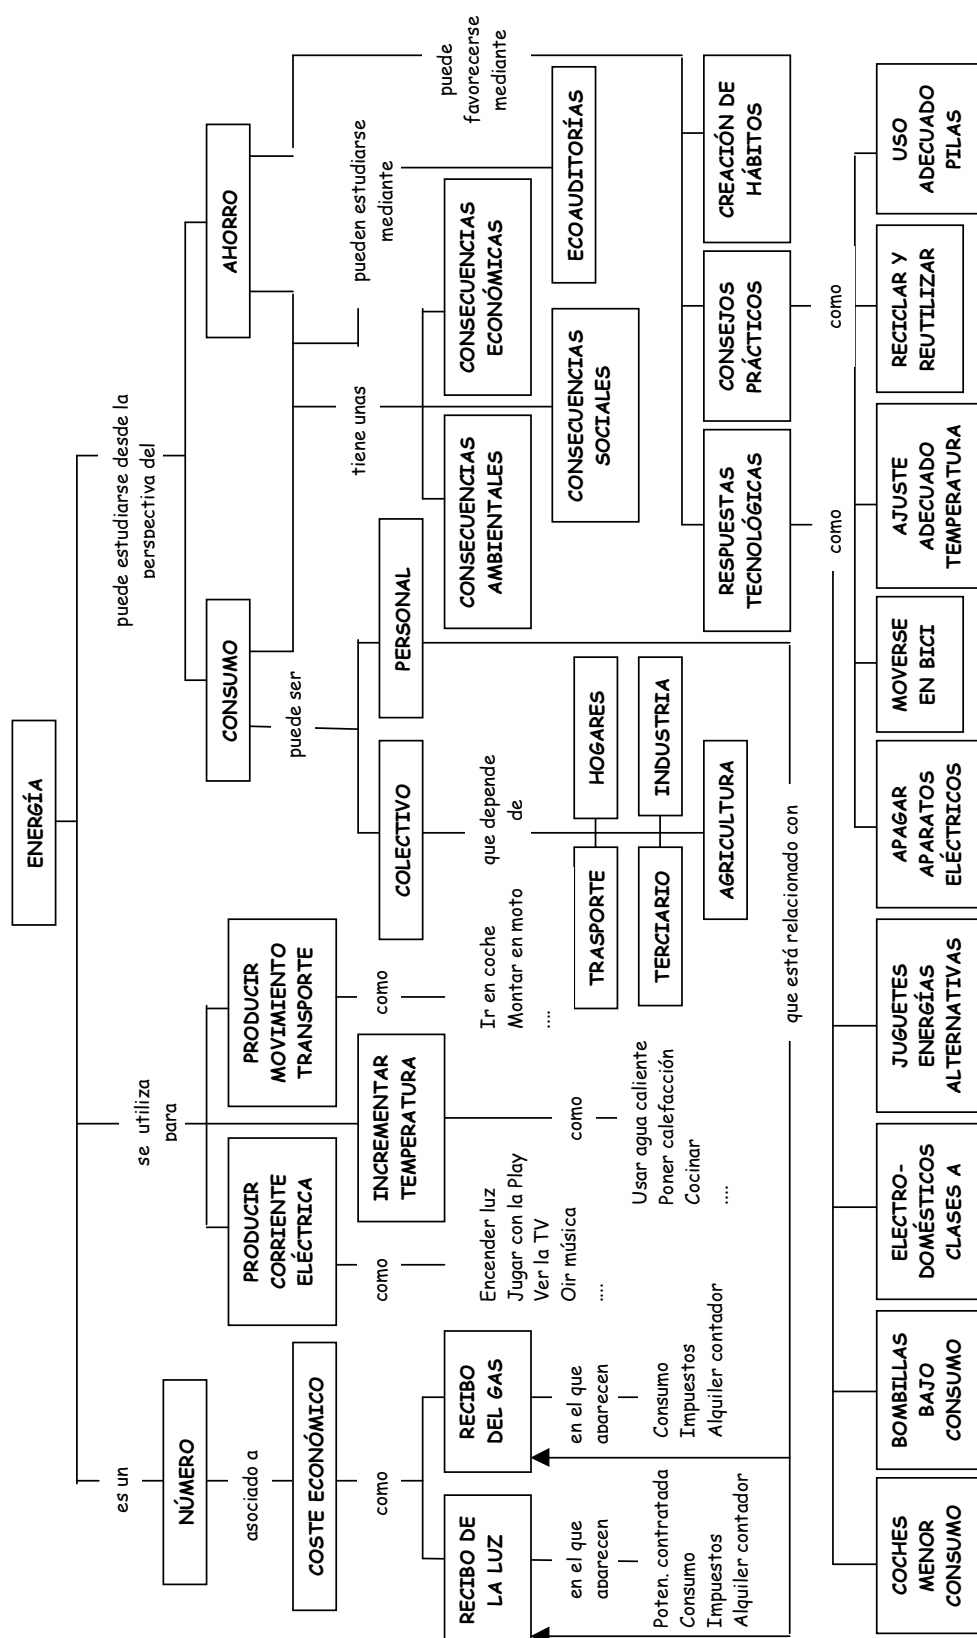 ENERGÍA
es un
se utiliza
para
puede estudiarse desde la
perspectiva del
NÚMERO
asociado a
COSTE ECONÓMICO
como
RECIBO DE
LA LUZ
RECIBO
DEL GAS
en el que
aparecen
Poten. contratada
Consumo
Impuestos
Alquiler contador
en el que
aparecen
Consumo
Impuestos
Alquiler contador
PRODUCIR
CORRIENTE
ELÉCTRICA
PRODUCIR
MOVIMIENTO
TRANSPORTE
INCREMENTAR
TEMPERATURA
como
Encender luz
Jugar con la Play
Ver la TV
Oir música
....
como
Usar agua caliente
Poner calefacción
Cocinar
....
como
Ir en coche
Montar en moto
....
CONSUMO
AHORRO
puede ser
COLECTIVO
PERSONAL
que depende
de
TRASPORTE
HOGARES
TERCIARIO
INDUSTRIA
AGRICULTURA
que está relacionado con
tiene unas
CONSECUENCIAS
AMBIENTALES
CONSECUENCIAS
ECONÓMICAS
CONSECUENCIAS
SOCIALES
pueden estudiarse
mediante
ECOAUDITORÍAS
puede
favorecerse
mediante
RESPUESTAS
TECNOLÓGICAS
CONSEJOS
PRÁCTICOS
CREACIÓN DE
HÁBITOS
como
como
COCHES
MENOR
CONSUMO
BOMBILLAS
BAJO
CONSUMO
ELECTRO-
DOMÉSTICOS
CLASES A
JUGUETES
ENERGÍAS
ALTERNATIVAS
APAGAR
APARATOS
ELÉCTRICOS
MOVERSE
EN BICI
AJUSTE
ADECUADO
TEMPERATURA
RECICLAR Y
REUTILIZAR
USO
ADECUADO
PILAS